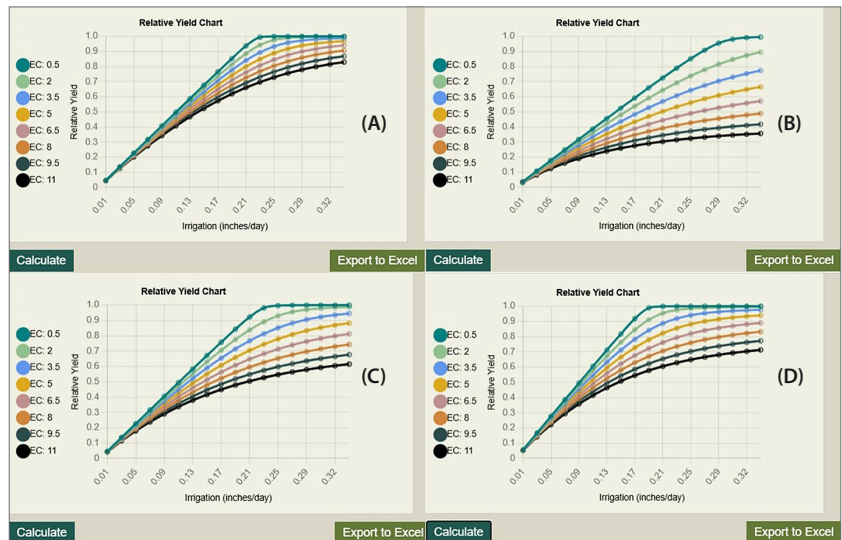 Relative Yield Chart
1.0
0.9
0.8
0.7
0.6
0.5
0.4
0.3
0.2
0.1
0
Relative Yield
EC: 0.5
EC: 2
EC: 3.5
EC: 5
EC: 6.5
EC: 8
EC: 9.5
EC: 11
0.01 0.05 0.09 0.13 0.17 0.21 0.25 0.29 0.32
Irrigation (inches/day)
(A)
Calculate
Export to Excel
Relative Yield Chart
1.0
0.9
0.8
0.7
0.6
0.5
0.4
0.3
0.2
0.1
0
Relative Yield
EC: 0.5
EC: 2
EC: 3.5
EC: 5
EC: 6.5
EC: 8
EC: 9.5
EC: 11
0.01 0.05 0.09 0.13 0.17 0.21 0.25 0.29 0.32
Irrigation (inches/day)
(B)
Calculate
Export to Excel
Relative Yield Chart
1.0
0.9
0.8
0.7
0.6
0.5
0.4
0.3
0.2
0.1
0
Relative Yield
EC: 0.5
EC: 2
EC: 3.5
EC: 5
EC: 6.5
EC: 8
EC: 9.5
EC: 11
0.01 0.05 0.09 0.13 0.17 0.21 0.25 0.29 0.32
Irrigation (inches/day)
(C)
Calculate
Export to Excel
Relative Yield Chart
1.0
0.9
0.8
0.7
0.6
0.5
0.4
0.3
0.2
0.1
0
Relative Yield
EC: 0.5
EC: 2
EC: 3.5
EC: 5
EC: 6.5
EC: 8
EC: 9.5
EC: 11
0.01 0.05 0.09 0.13 0.17 0.21 0.25 0.29 0.32
Irrigation (inches/day)
(D)
Calculate
Export to Excel